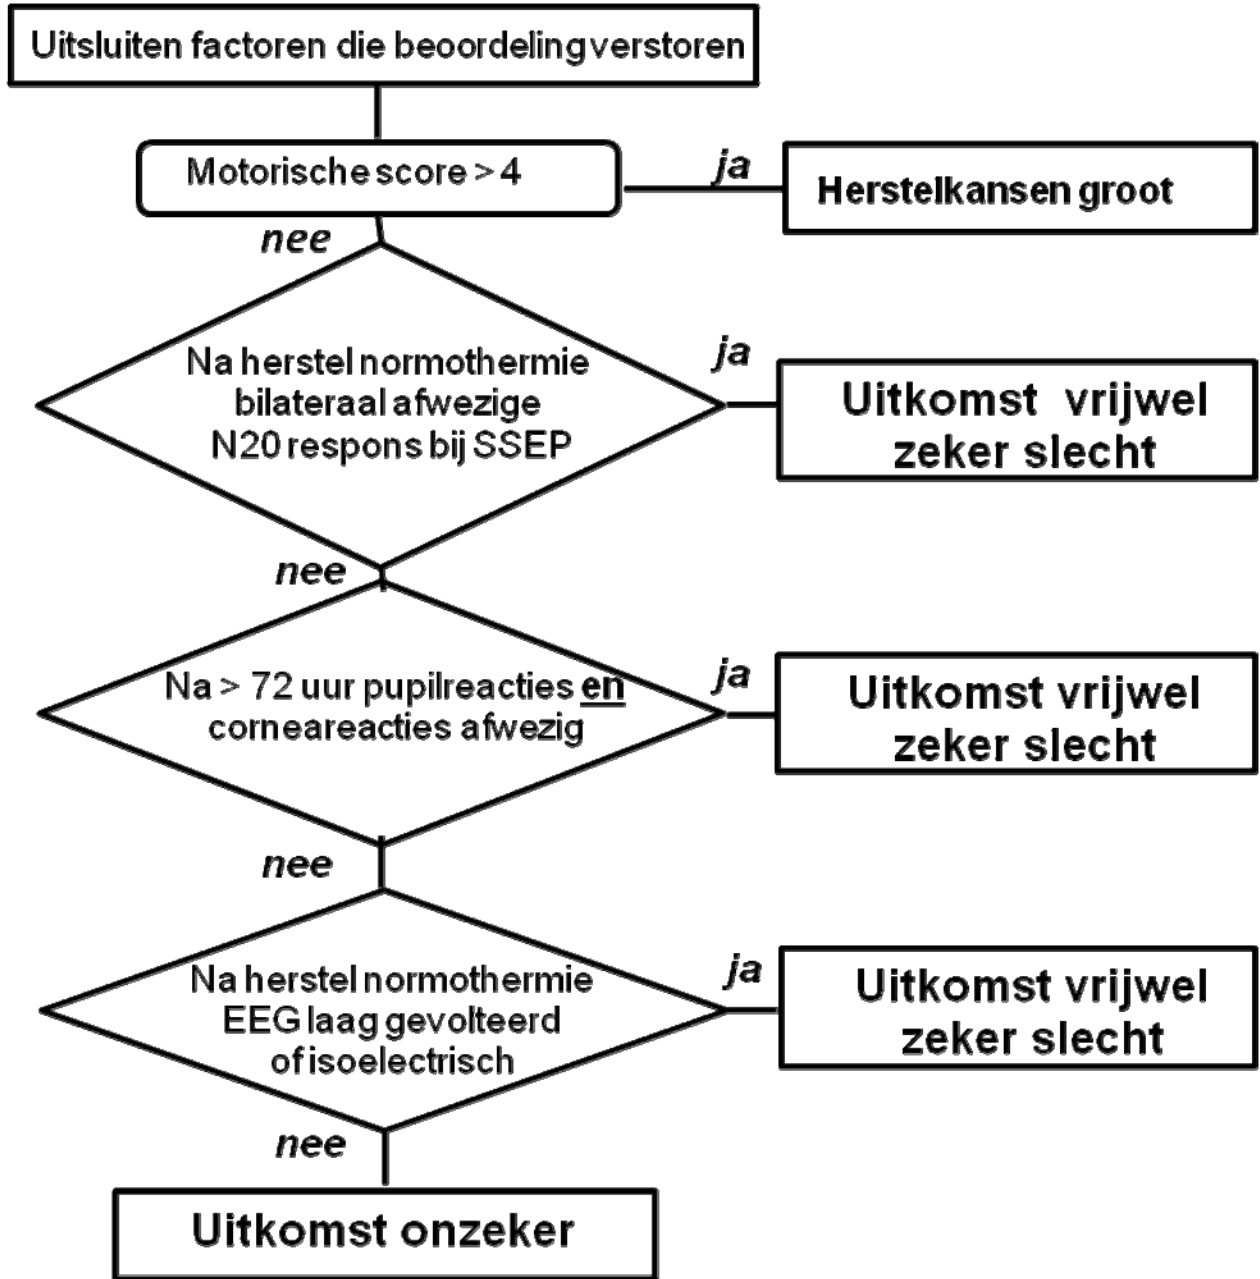 Uitsluiten factoren die beoordeling verstoren
Motorische score > 4
ja
Herstelkansen groot
nee
Na herstel normothermie
bilateraal afwezige
N20 respons bij SSEP
ja
Uitkomst vrijwel
zeker slecht
nee
Na > 72 uur pupilreacties en
corneareacties afwezig
ja
Uitkomst vrijwel
zeker slecht
nee
Na herstel normothermie
EEG laag gevolteerd
of isoelectrisch
ja
Uitkomst vrijwel
zeker slecht
nee
Uitkomst onzeker